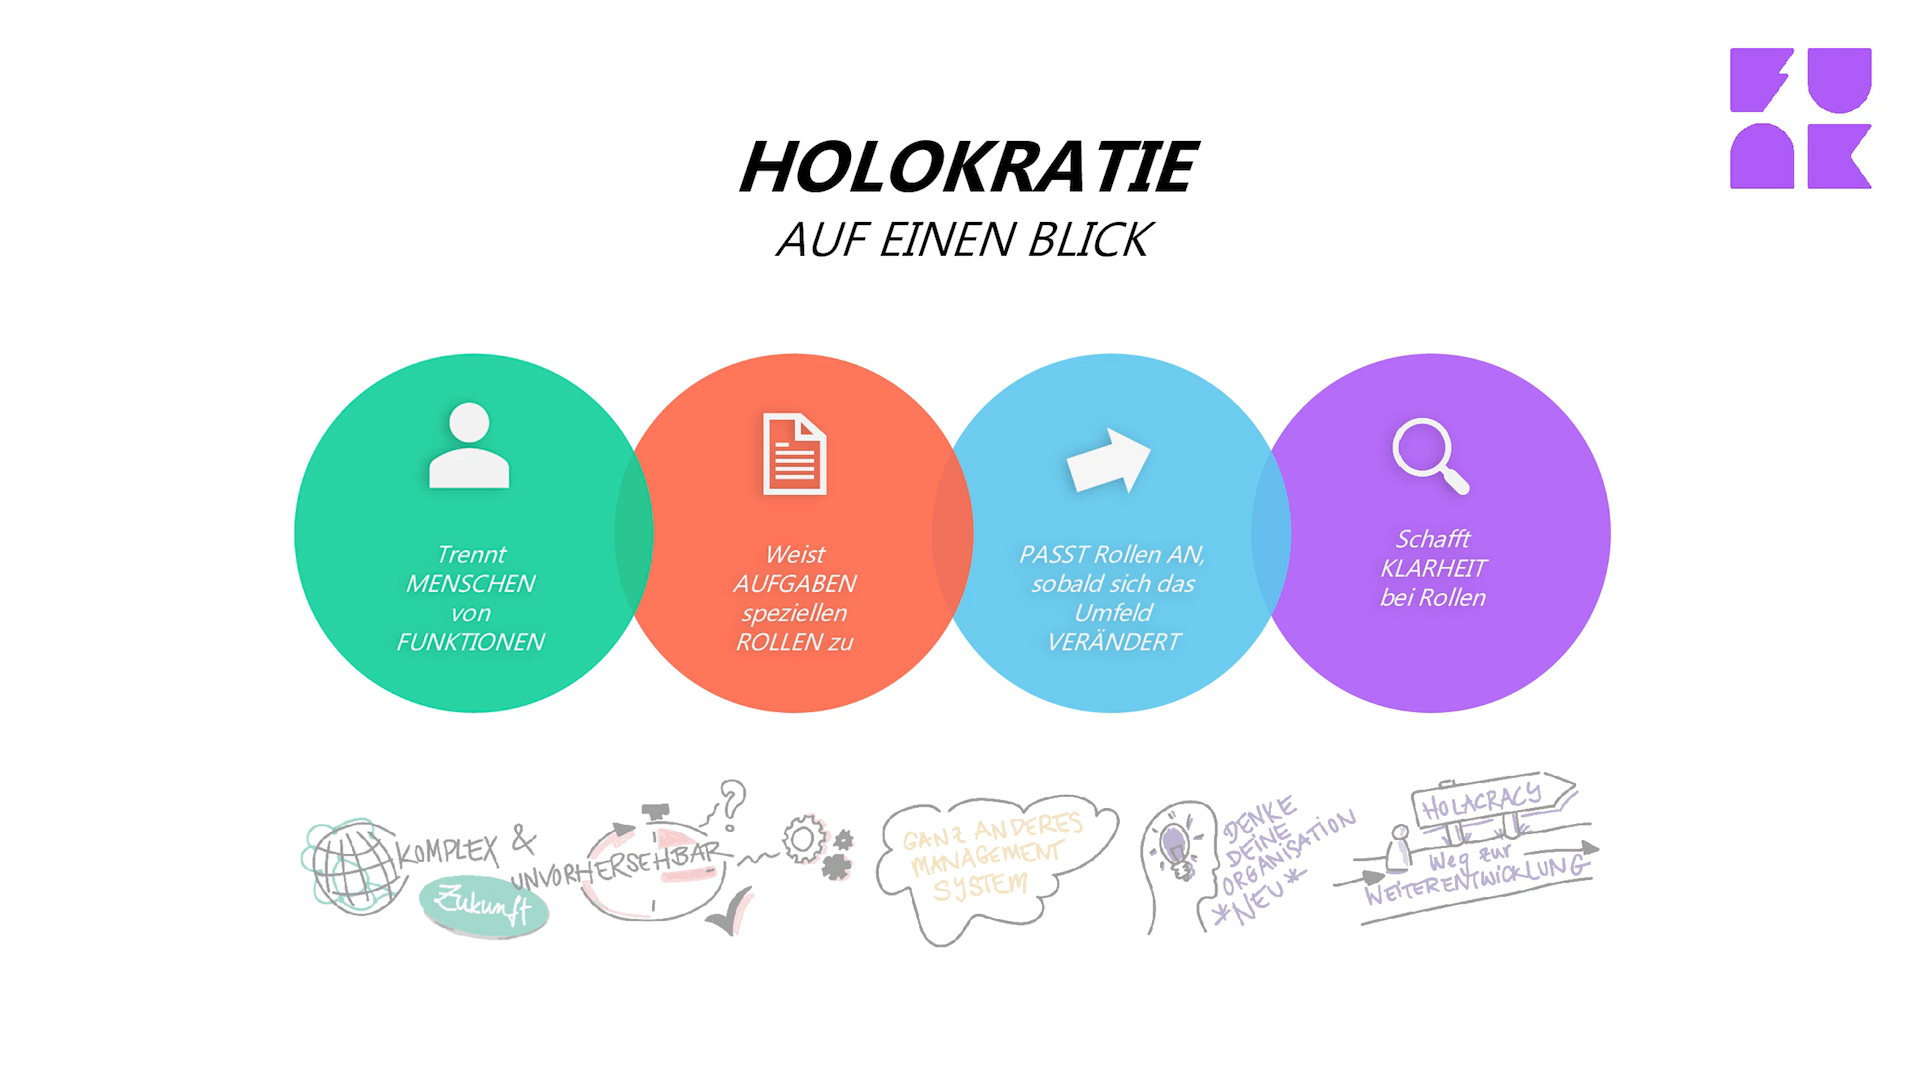 FUNK
HOLOKRATIE
AUF EINEN BLICK
Trennt
MENSCHEN
von
FUNKTIONEN
Weist
AUFGABEN
speziellen
ROLLEN zu
PASST Rollen AN,
sobald sich das
Umfeld
VERÄNDERT
Schafft
KLARHEIT
bei Rollen
KOMPLEX &
UNVORHERSEHBAR
Zukunft
?
GANZ ANDERES
MANAGEMENT
SYSTEM
DENKE
DEINE
ORGANISATION
*NEU*
HOLACRACY
Weg zur
WEITERENTWICKLUNG